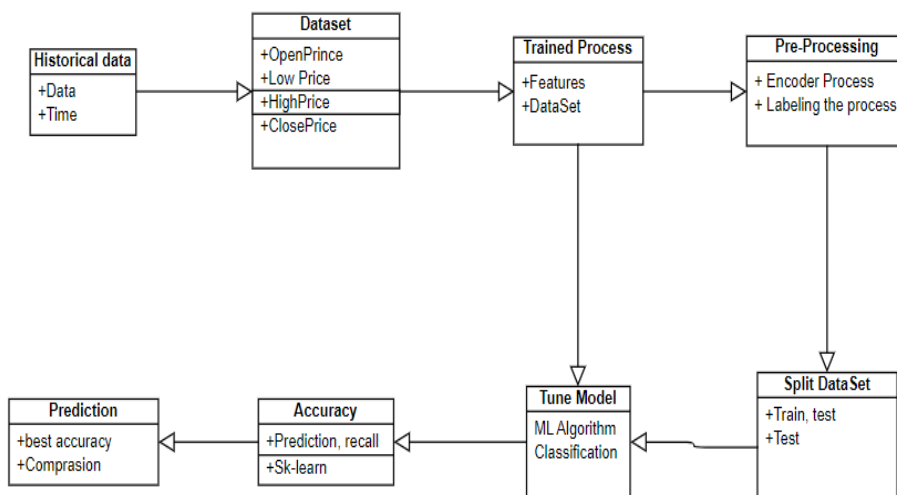 Historical data
+Data
+Time
Dataset
+OpenPrince
+Low Price
+HighPrice
+ClosePrice
Trained Process
+Features
+DataSet
Pre-Processing
+ Encoder Process
+ Labeling the process
Prediction
+best accuracy
+Comprasion
Accuracy
+Prediction, recall
+Sk-learn
Tune Model
ML Algorithm
Classification
Split DataSet
+Train, test
+Test